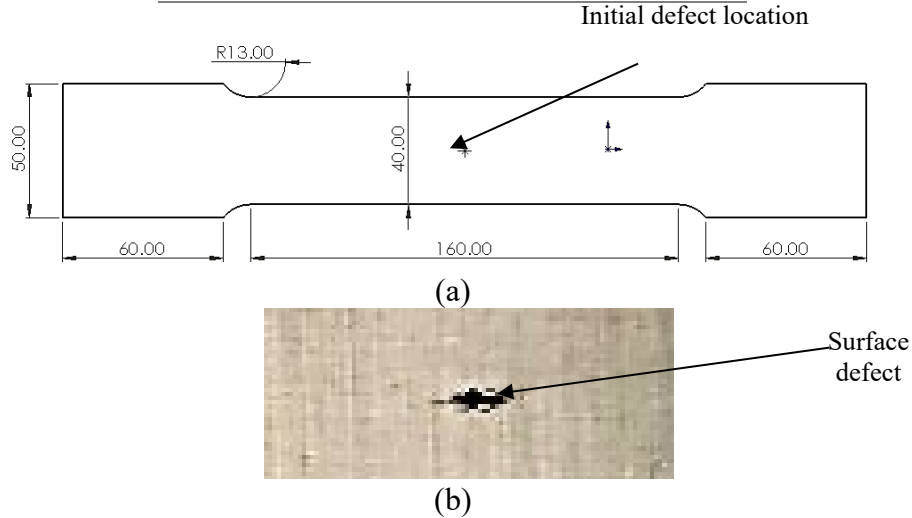 Initial defect location
R13.00
50.00
40.00
60.00
160.00
60.00
(a)
Surface
defect
(b)